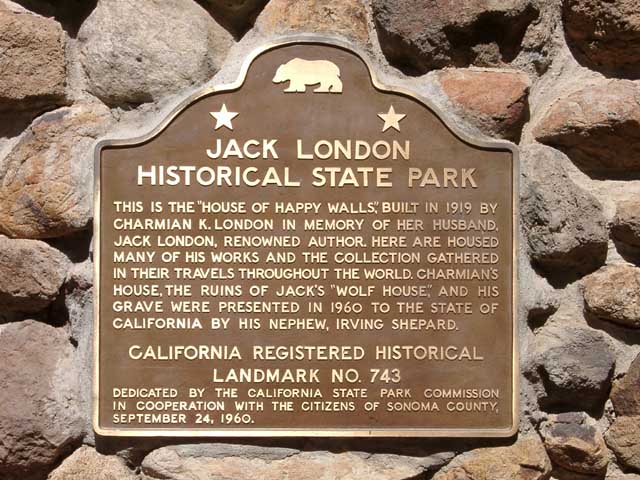 JACK LONDON
HISTORICAL STATE PARK
THIS IS THE "HOUSE OF HAPPY WALLS," BUILT IN 1919 BY
CHARMIAN K. LONDON IN MEMORY OF HER HUSBAND,
JACK LONDON, RENOWNED AUTHOR. HERE ARE HOUSED
MANY OF HIS WORKS AND THE COLLECTION GATHERED
IN THEIR TRAVELS THROUGHOUT THE WORLD. CHARMIAN'S
HOUSE, THE RUINS OF JACK'S "WOLF HOUSE," AND HIS
GRAVE WERE PRESENTED IN 1960 TO THE STATE OF
CALIFORNIA BY HIS NEPHEW, IRVING SHEPARD.
CALIFORNIA REGISTERED HISTORICAL
LANDMARK NO. 743
DEDICATED BY THE CALIFORNIA STATE PARK COMMISSION
IN COOPERATION WITH THE CITIZENS OF SONOMA COUNTY,
SEPTEMBER 24, 1960.